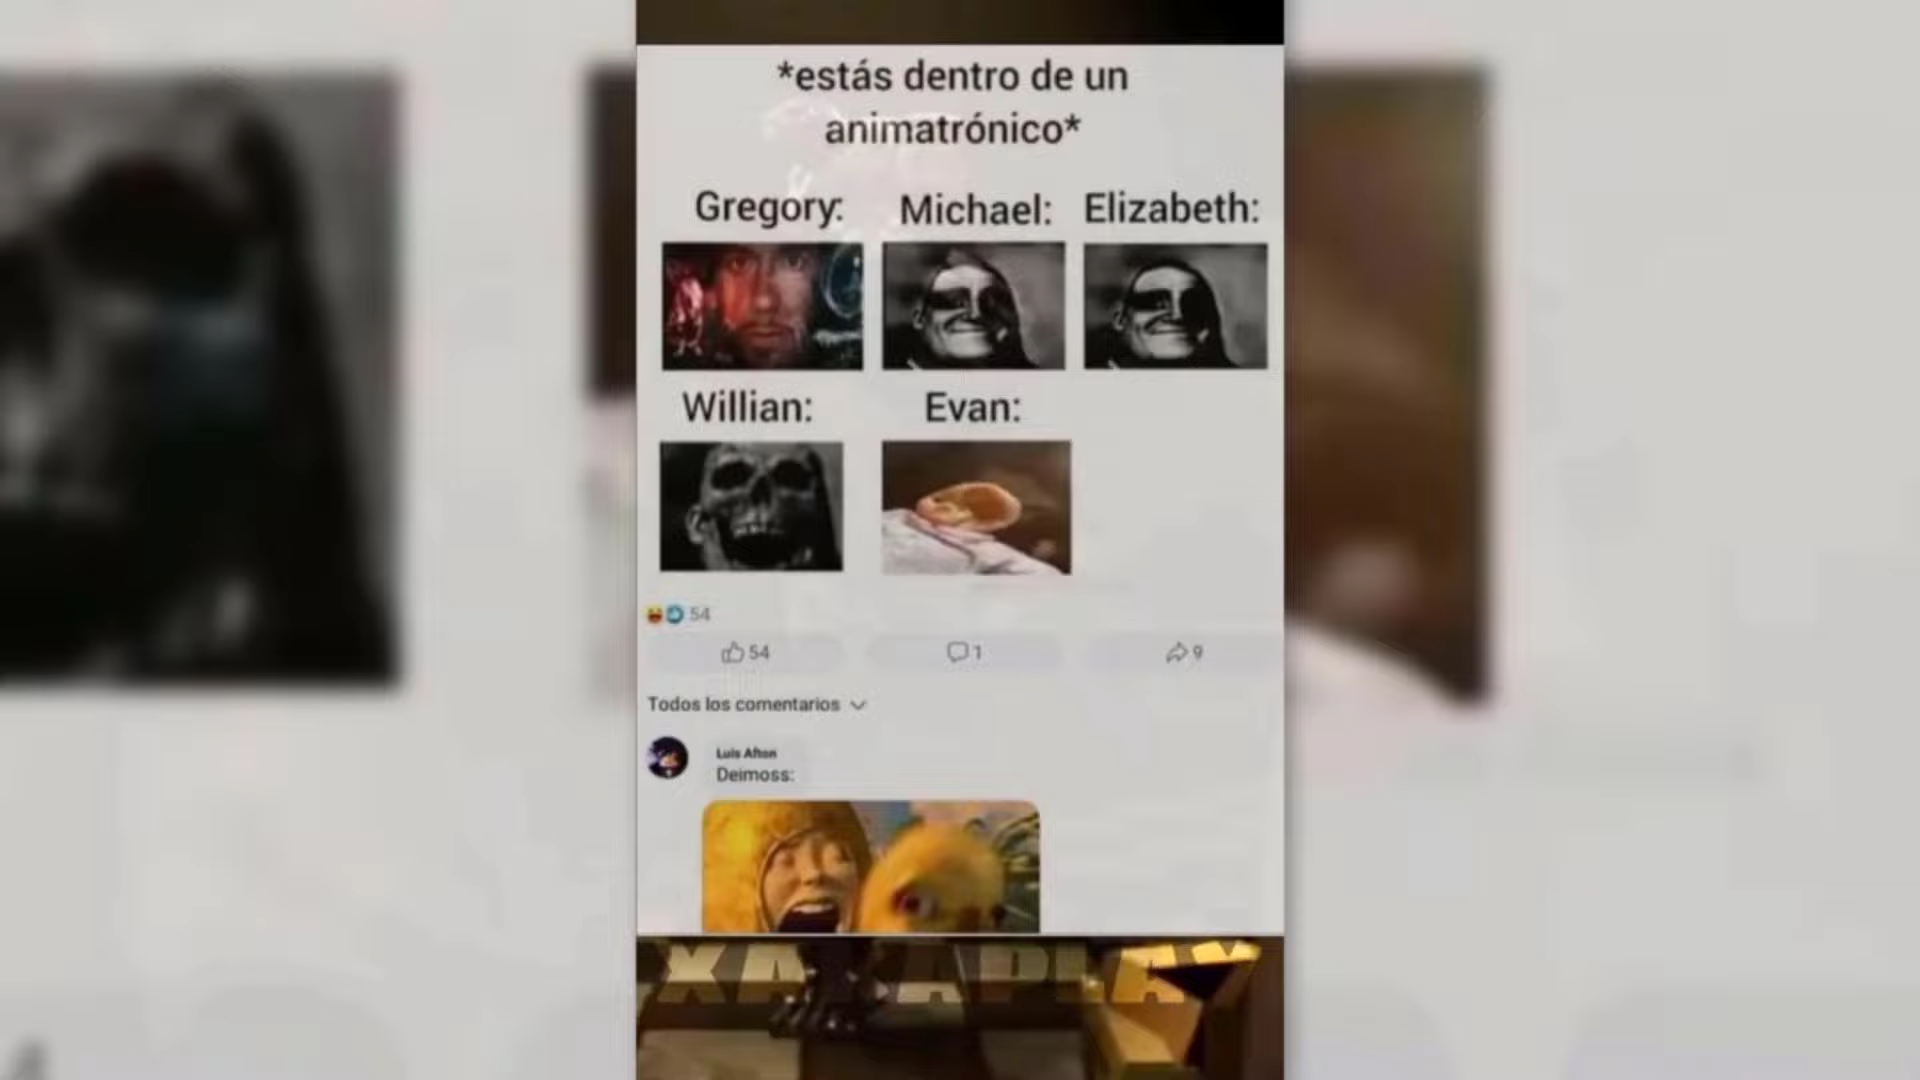 *estás dentro de un
animatrónico*
Gregory: Michael: Elizabeth:
Willian: Evan:
54
54 1 9
Todos los comentarios
Luis Afton
Deimoss:
XAKAPLAY